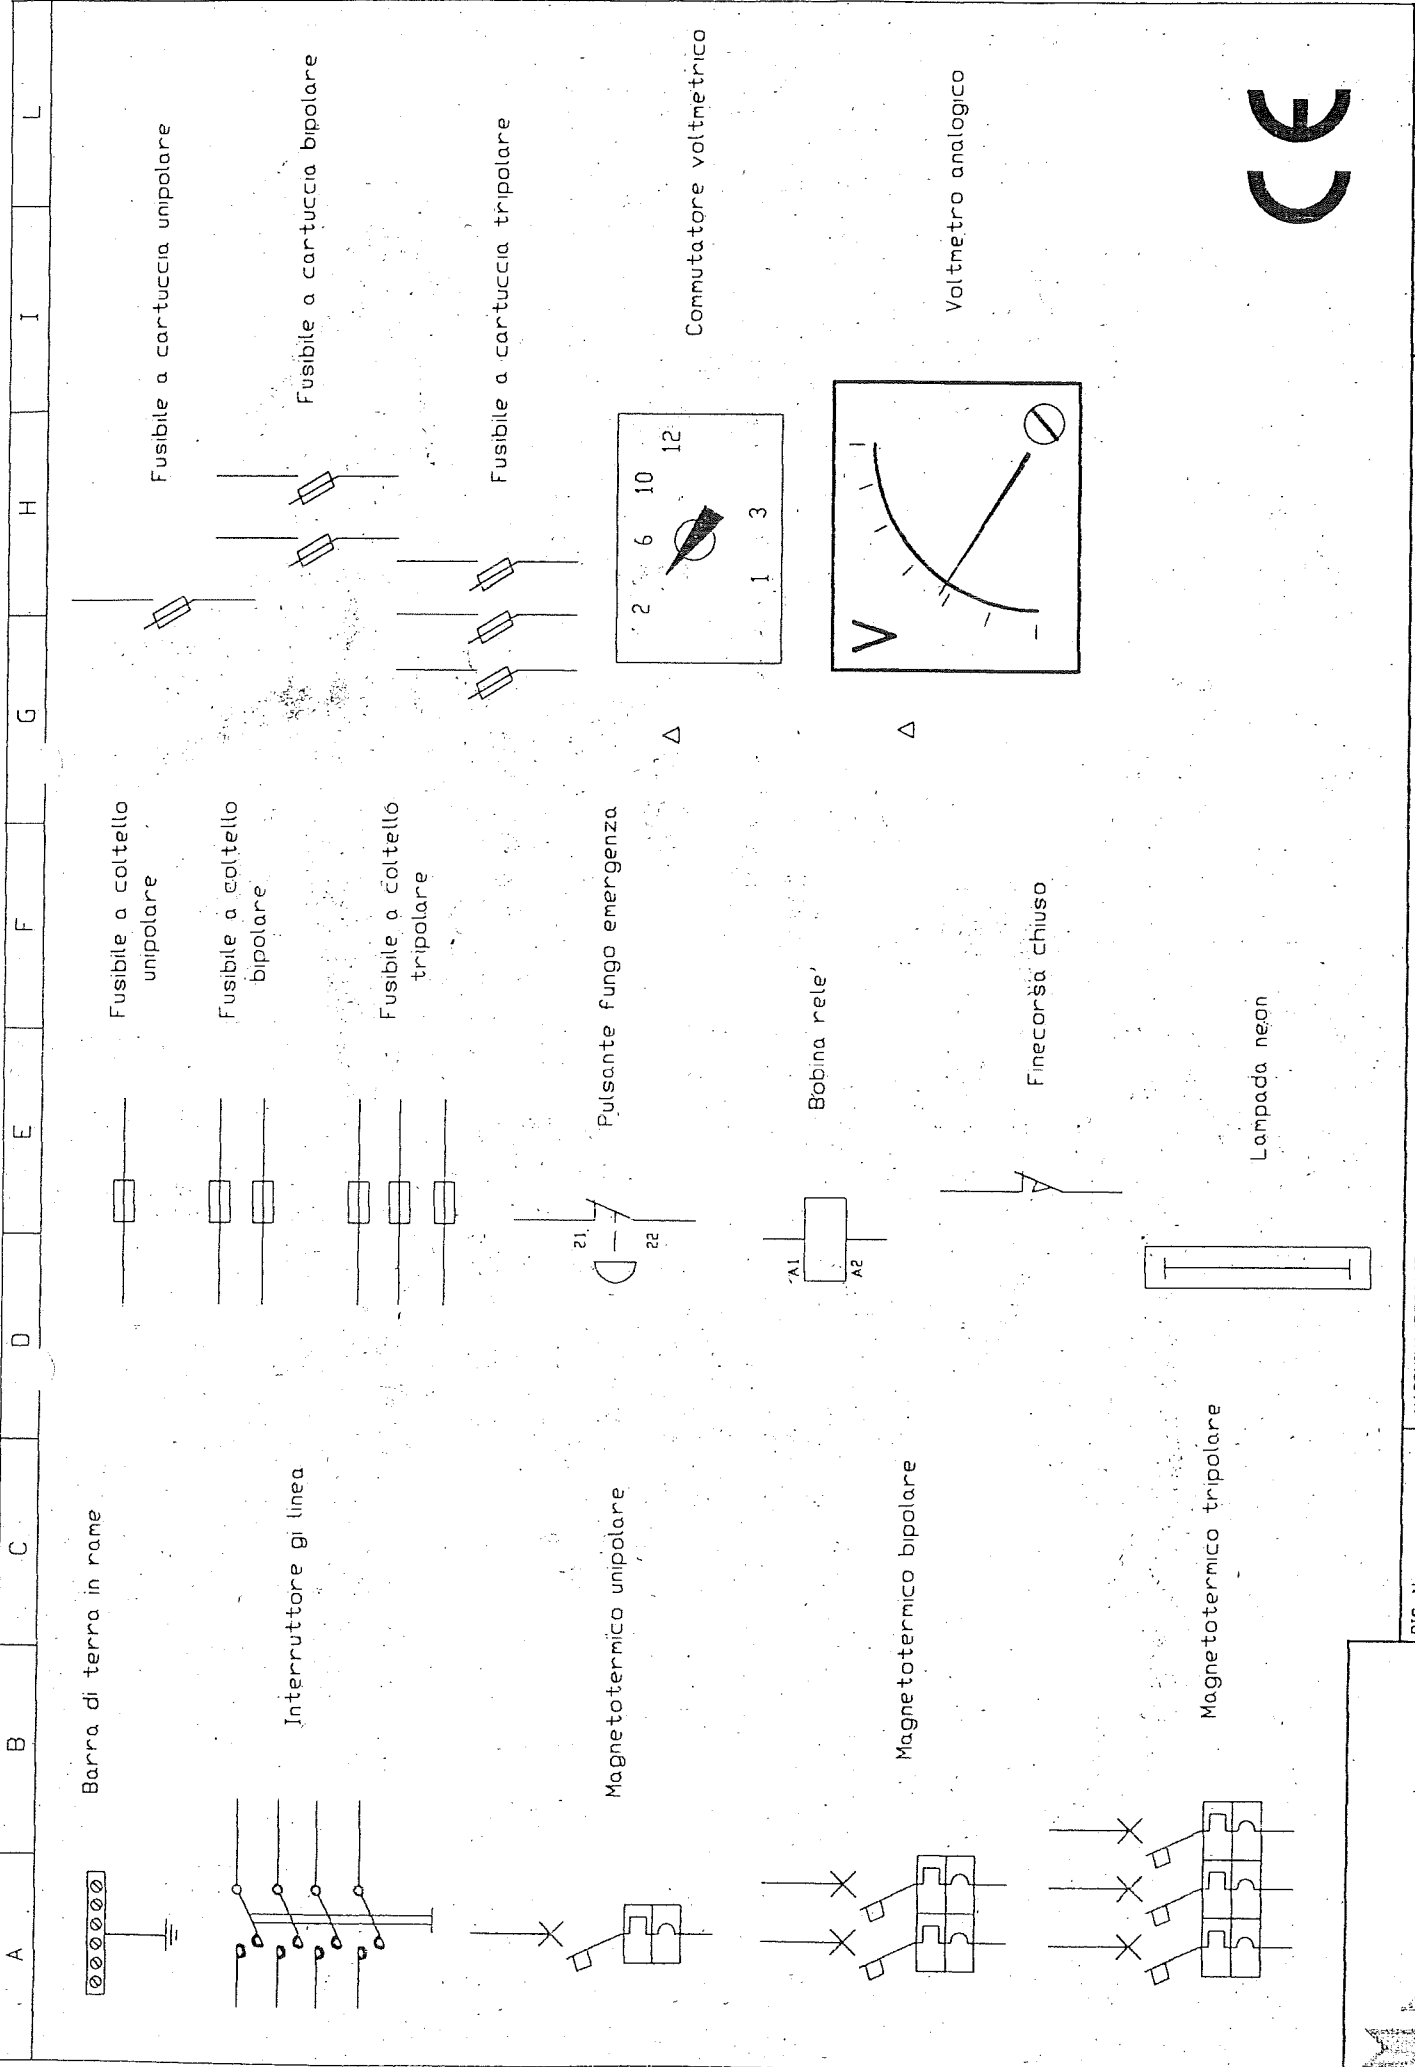 A B C D E F G H I L
Barra di terra in rame
Interruttore gi linea
Magnetotermico unipolare
Magnetotermico bipolare
Magnetotermico tripolare
Fusibile a coltello
unipolare
Fusibile a coltello
bipolare
Fusibile a coltello
tripolare
21
22
Pulsante fungo emergenza
A1
A2
Bobina rele'
Finecorsa chiuso
Lampada neon
Fusibile a cartuccia unipolare
Fusibile a cartuccia bipolare
Fusibile a cartuccia tripolare
2 6 10 12
1 3
Commutatore voltmetrico
V
Voltmetro analogico
CE